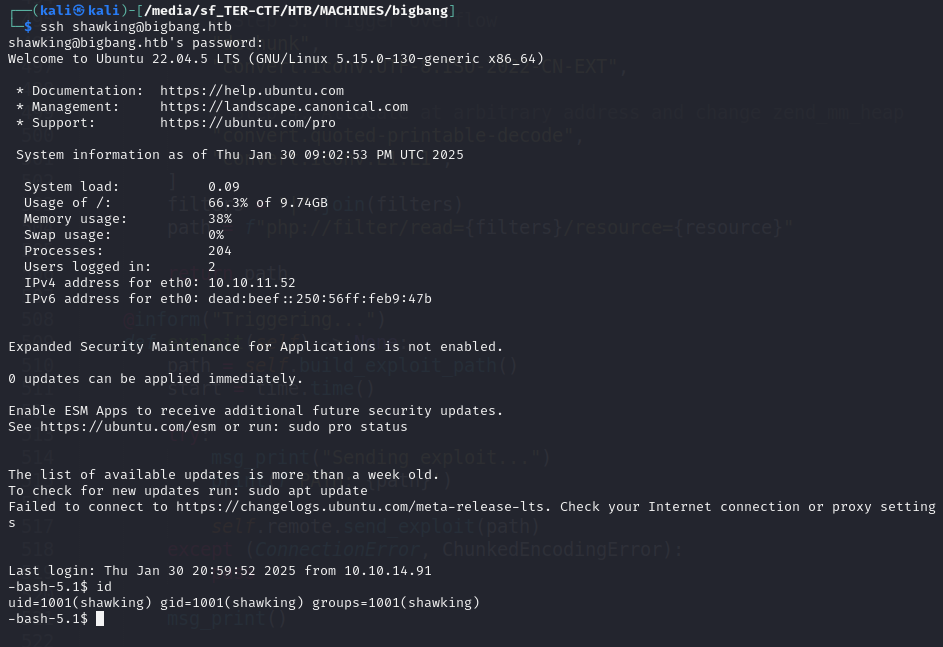 ┌──(kali㉿kali)-[/media/sf_TER-CTF/HTB/MACHINES/bigbang]
└─$ ssh shawking@bigbang.htb
shawking@bigbang.htb's password:
Welcome to Ubuntu 22.04.5 LTS (GNU/Linux 5.15.0-130-generic x86_64)

 * Documentation:  https://help.ubuntu.com
 * Management:     https://landscape.canonical.com
 * Support:        https://ubuntu.com/pro

 System information as of Thu Jan 30 09:02:53 PM UTC 2025

  System load:           0.09
  Usage of /:            66.3% of 9.74GB
  Memory usage:          38%
  Swap usage:            0%
  Processes:             204
  Users logged in:       2
  IPv4 address for eth0: 10.10.11.52
  IPv6 address for eth0: dead:beef::250:56ff:feb9:47b

Expanded Security Maintenance for Applications is not enabled.

0 updates can be applied immediately.

Enable ESM Apps to receive additional future security updates.
See https://ubuntu.com/esm or run: sudo pro status

The list of available updates is more than a week old.
To check for new updates run: sudo apt update
Failed to connect to https://changelogs.ubuntu.com/meta-release-lts. Check your Internet connection or proxy setting
s

Last login: Thu Jan 30 20:59:52 2025 from 10.10.14.91
-bash-5.1$ id
uid=1001(shawking) gid=1001(shawking) groups=1001(shawking)
-bash-5.1$